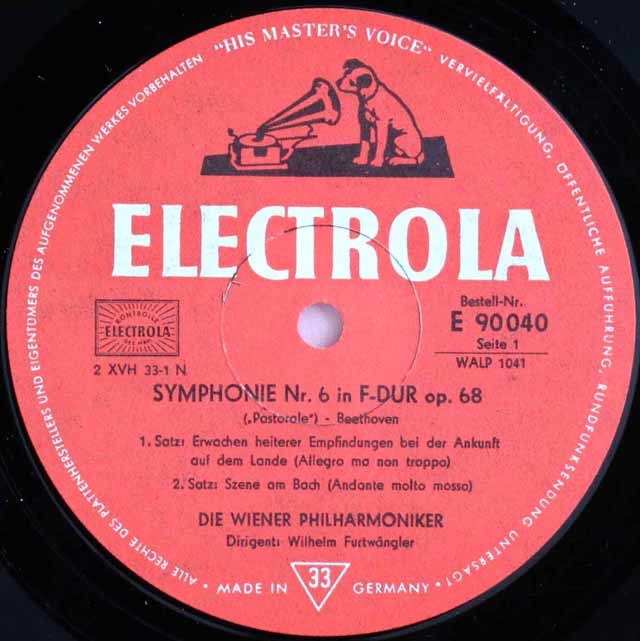 ALLE RECHTE DES PLATTENHERSTELLERS UND EIGENTÜMERS DES AUFGENOMMENEN WERKES VORBEHALTEN
"HIS MASTER'S VOICE"
VERVIELFÄLTIGUNG, ÖFFENTLICHE AUFFÜHRUNG, RUNDFUNKSENDUNG UNTERSAGT
ELECTROLA
KONTROLLE
ELECTROLA
2 XVH 33-1 N
Bestell-Nr.
E 90040
Seite 1
WALP 1041
SYMPHONIE Nr. 6 in F-DUR op. 68
(„Pastorale") - Beethoven
1. Satz: Erwachen heiterer Empfindungen bei der Ankunft
auf dem Lande (Allegro ma non troppo)
2. Satz: Szene am Bach (Andante molto mosso)
DIE WIENER PHILHARMONIKER
Dirigent: Wilhelm Furtwängler
• MADE IN 33 GERMANY •